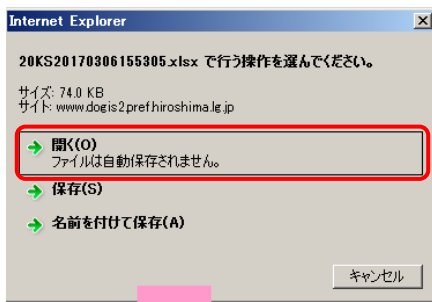 Internet Explorer
20KS20170306155305.xlsx で行う操作を選んでください。
サイズ: 74.0 KB
サイト: www.dogis2.pref.hiroshima.lg.jp
開く(O)
ファイルは自動保存されません。
保存(S)
名前を付けて保存(A)
キャンセル